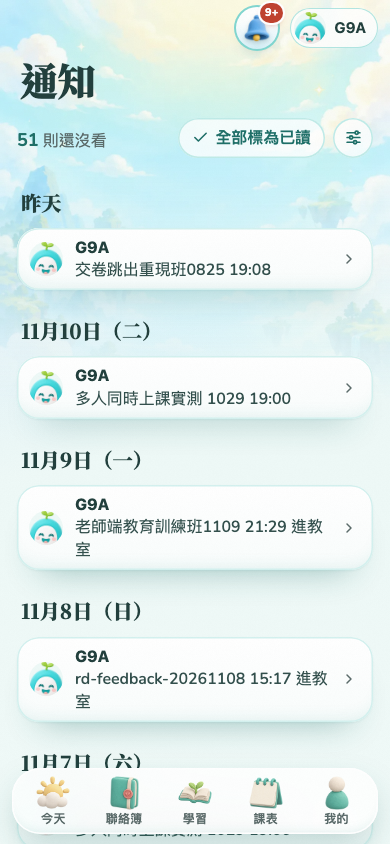 9+
G9A
通知
51 則還沒看
全部標為已讀
昨天
G9A
交卷跳出重現班0825 19:08
11月10日（二）
G9A
多人同時上課實測 1029 19:00
11月9日（一）
G9A
老師端教育訓練班1109 21:29 進教
室
11月8日（日）
G9A
rd-feedback-20261108 15:17 進教
室
11月7日（六）
今天
聯絡簿
學習
課表
我的